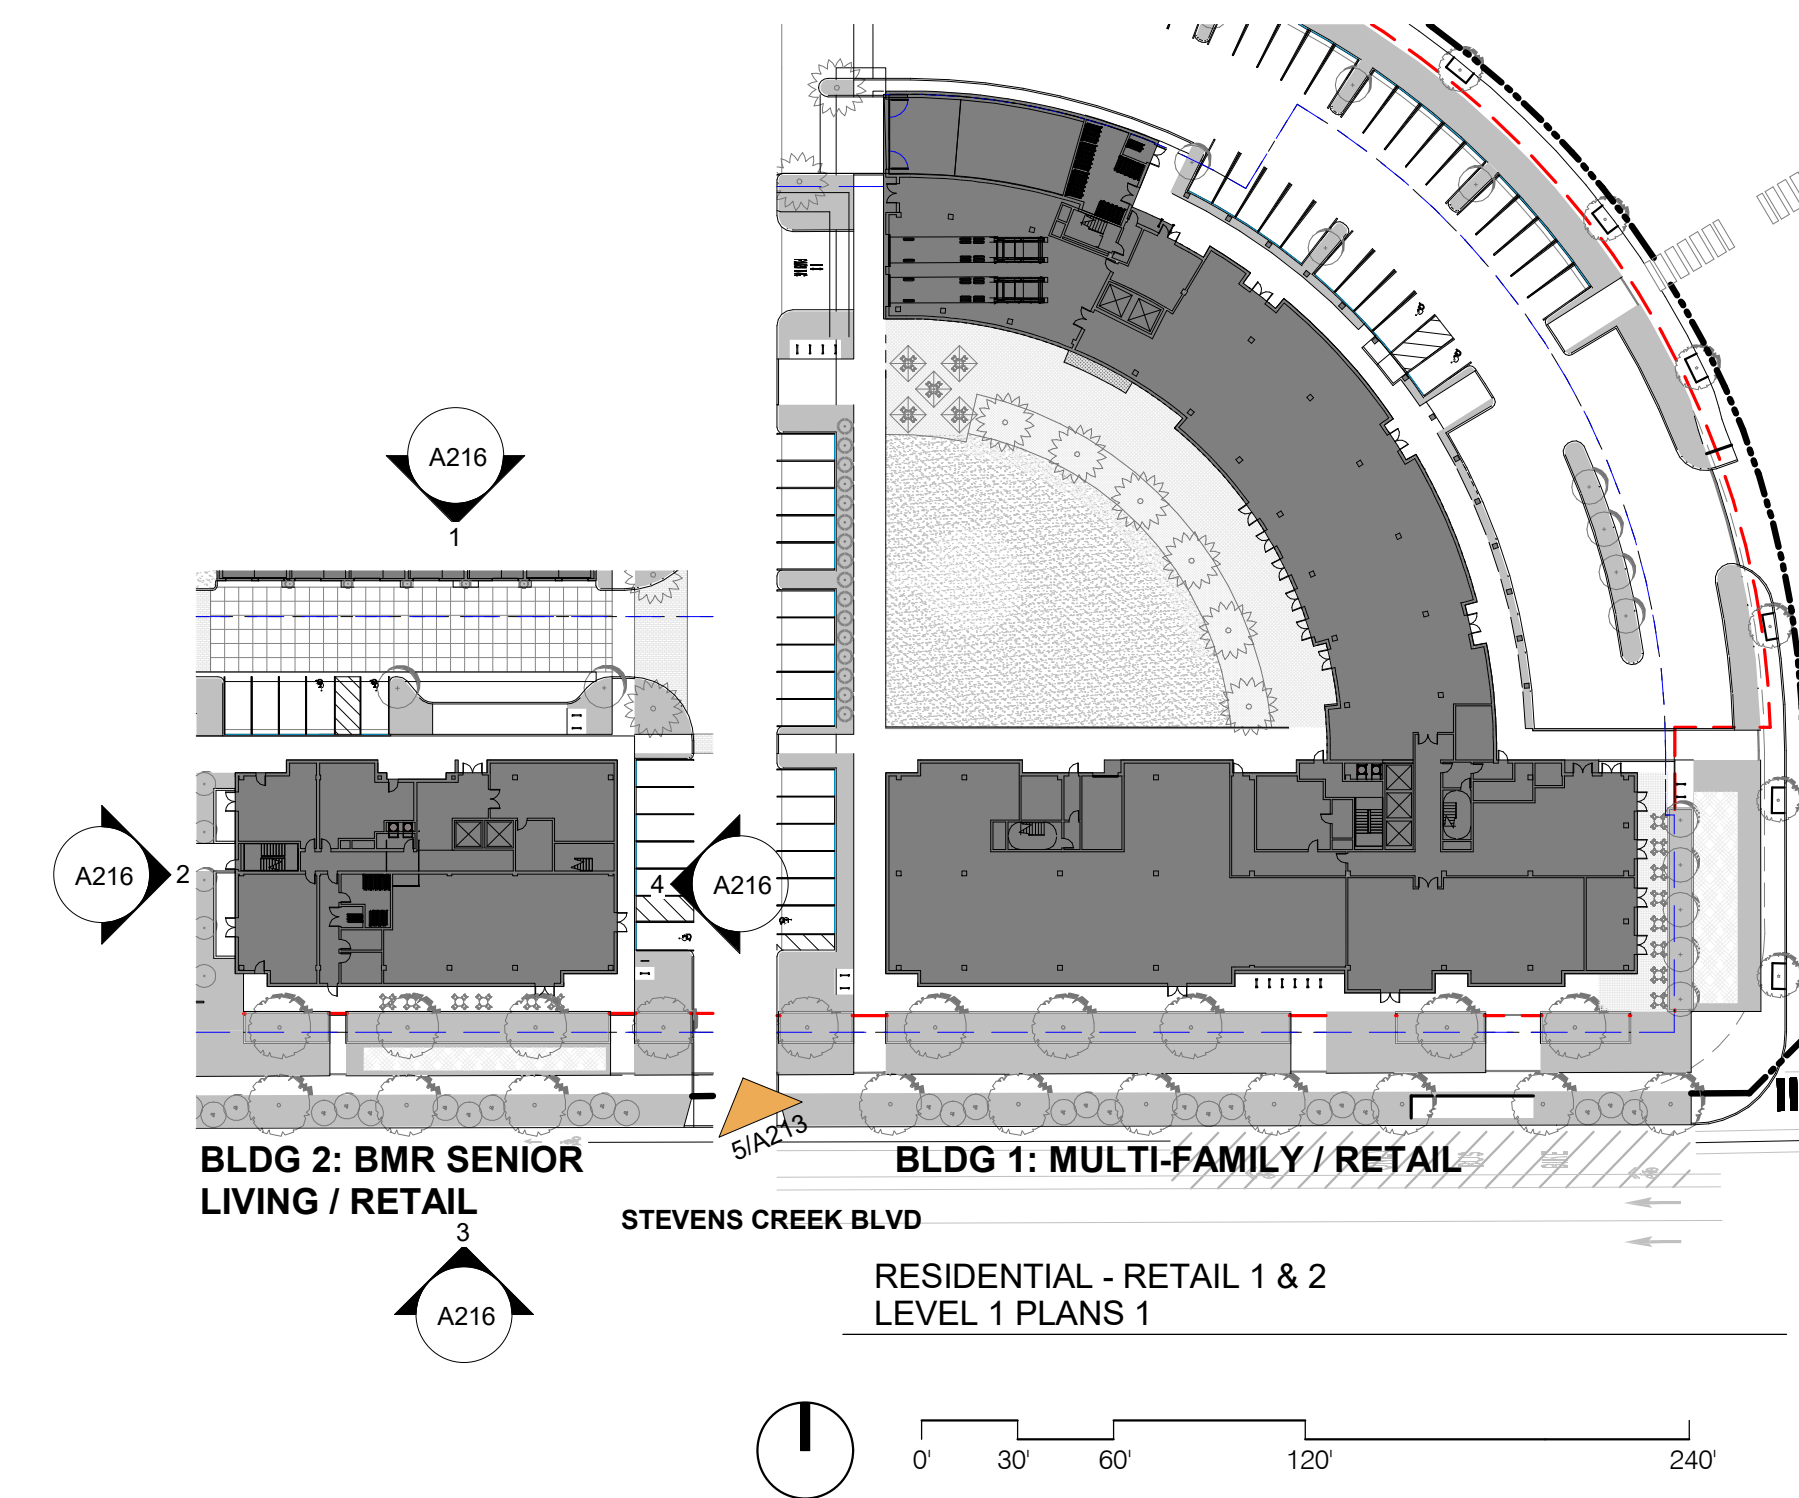 A216
1
A216
2
4
A216
5/A213
BLDG 2: BMR SENIOR
LIVING / RETAIL
BLDG 1: MULTI-FAMILY / RETAIL
STEVENS CREEK BLVD
3
A216
RESIDENTIAL - RETAIL 1 & 2
LEVEL 1 PLANS 1
0'
30'
60'
120'
240'